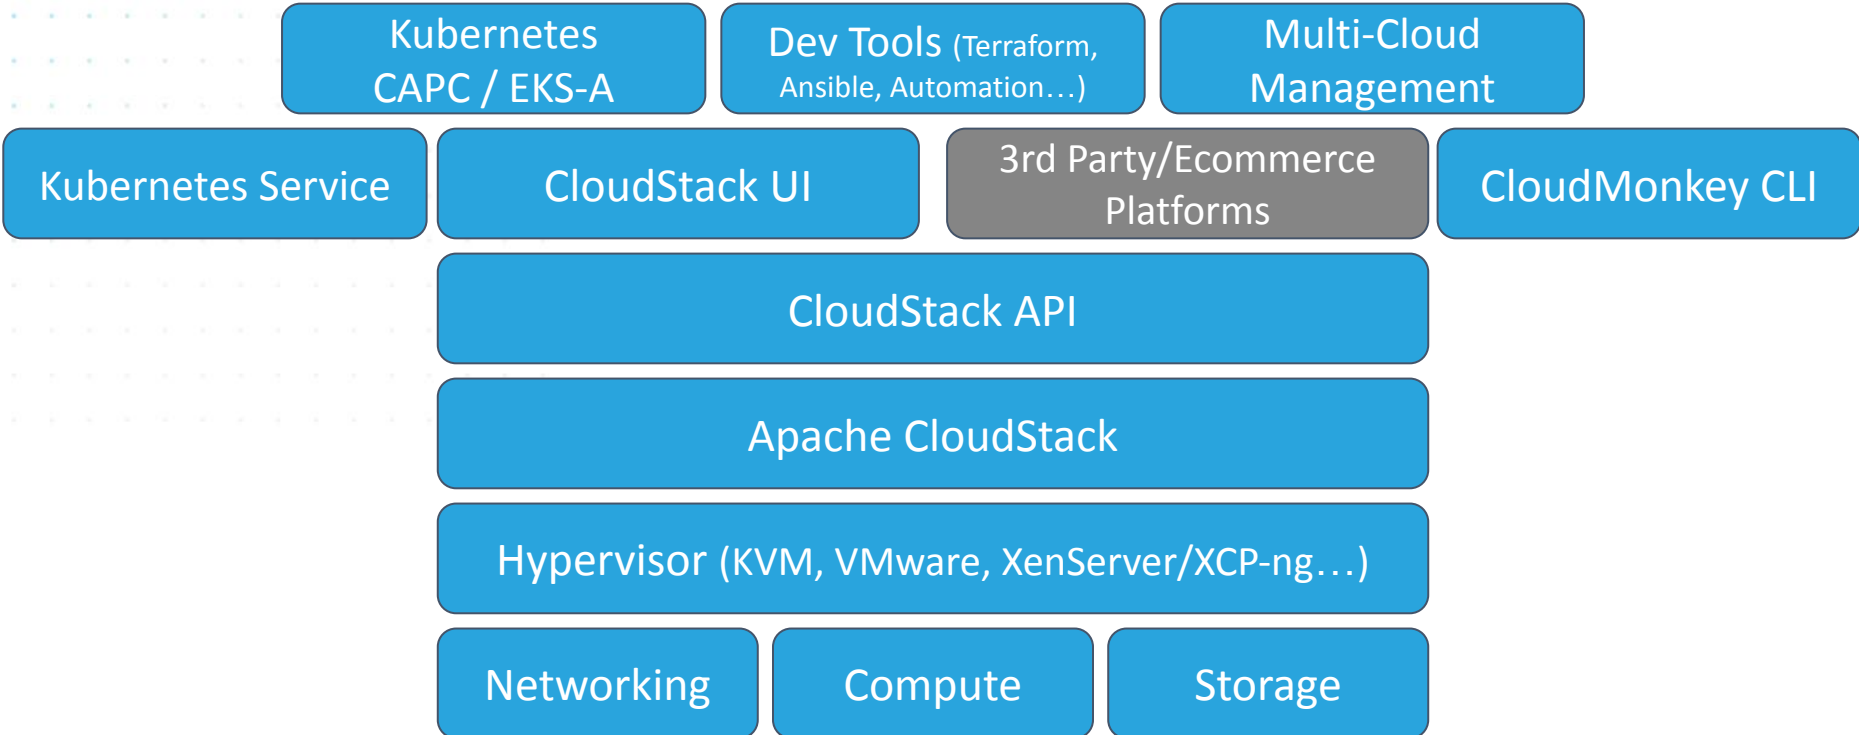 Kubernetes
CAPC / EKS-A
Dev Tools (Terraform,
Ansible, Automation…)
Multi-Cloud
Management
Kubernetes Service
CloudStack UI
3rd Party/Ecommerce
Platforms
CloudMonkey CLI
CloudStack API
Apache CloudStack
Hypervisor (KVM, VMware, XenServer/XCP-ng…)
Networking
Compute
Storage